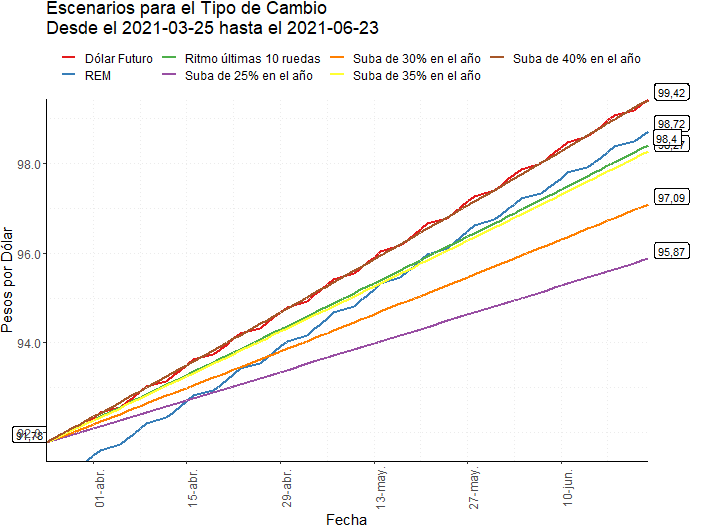 Escenarios para el Tipo de Cambio
Desde el 2021-03-25 hasta el 2021-06-23
Dólar Futuro
Ritmo últimas 10 ruedas
Suba de 30% en el año
Suba de 40% en el año
REM
Suba de 25% en el año
Suba de 35% en el año
99,42
98,72
98,4
98,27
97,09
95,87
98.0
96.0
94.0
92.0
91,78
Pesos por Dólar
01-abr.
15-abr.
29-abr.
13-may.
27-may.
10-jun.
Fecha